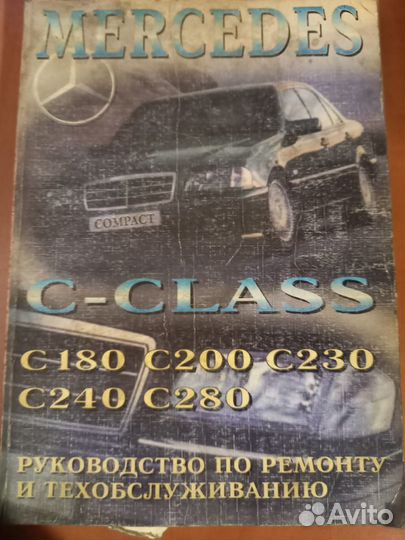 MERCEDES
COMPACT
C-CLASS
C180 C200 C230
C240 C280
РУКОВОДСТВО ПО РЕМОНТУ
И ТЕХОБСЛУЖИВАНИЮ
Avito